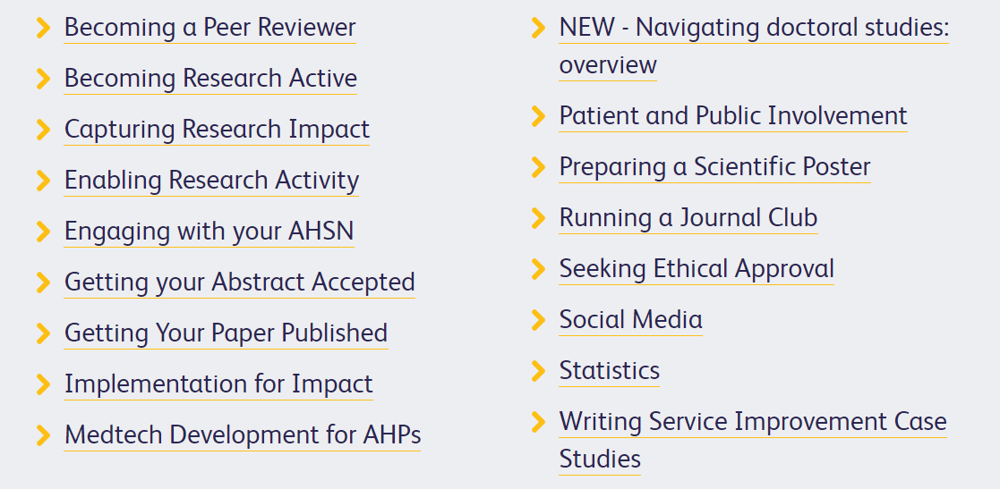 Becoming a Peer Reviewer
Becoming Research Active
Capturing Research Impact
Enabling Research Activity
Engaging with your AHSN
Getting your Abstract Accepted
Getting Your Paper Published
Implementation for Impact
Medtech Development for AHPs
NEW - Navigating doctoral studies:
overview
Patient and Public Involvement
Preparing a Scientific Poster
Running a Journal Club
Seeking Ethical Approval
Social Media
Statistics
Writing Service Improvement Case
Studies